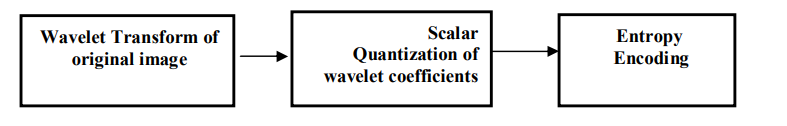 Wavelet Transform of
original image
Scalar
Quantization of
wavelet coefficients
Entropy
Encoding